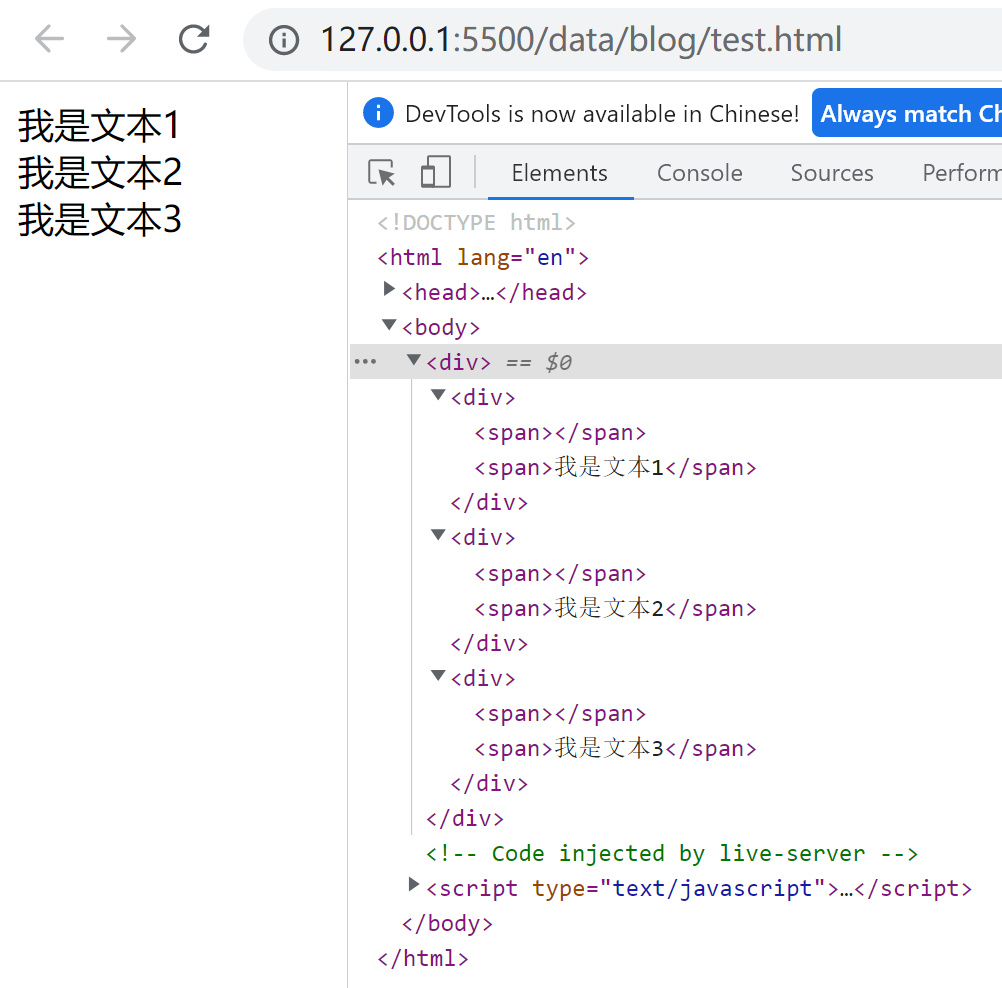 127.0.0.1:5500/data/blog/test.html
我是文本1
我是文本2
我是文本3
DevTools is now available in Chinese! Always match Ch
Elements Console Sources Perform
<!DOCTYPE html>
<html lang="en">
<head>…</head>
<body>
<div> == $0
<div>
<span></span>
<span>我是文本1</span>
</div>
<div>
<span></span>
<span>我是文本2</span>
</div>
<div>
<span></span>
<span>我是文本3</span>
</div>
</div>
<!-- Code injected by live-server -->
<script type="text/javascript">…</script>
</body>
</html>